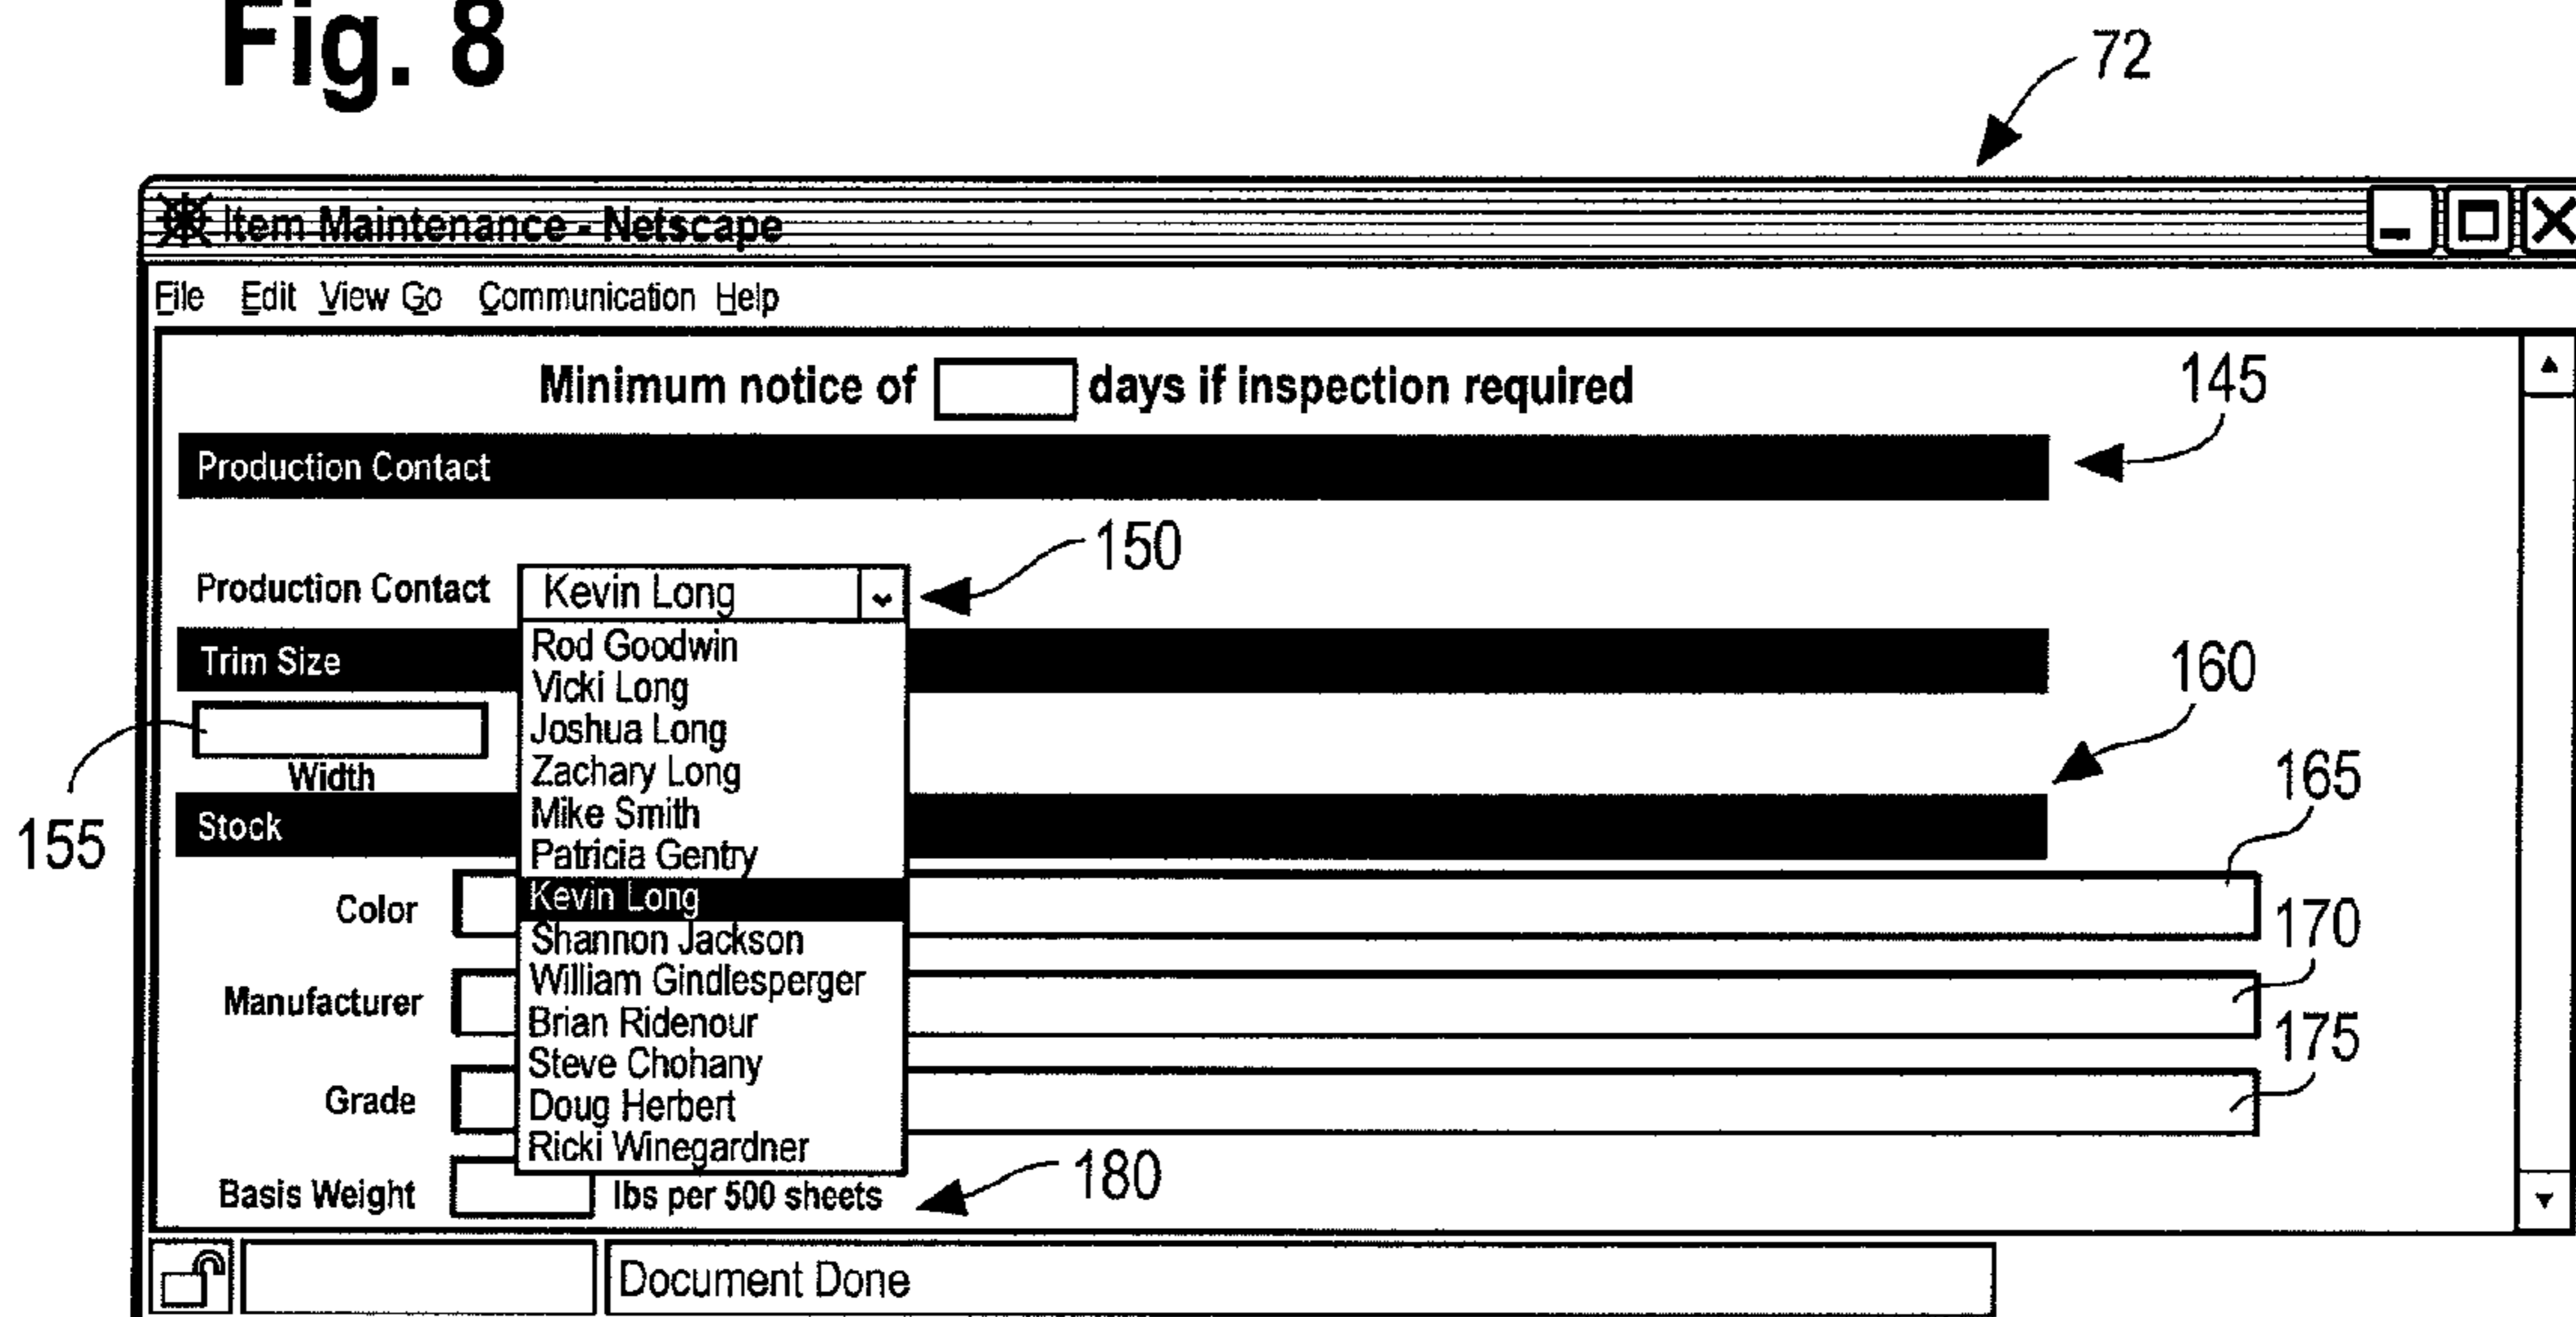 Fig. 8
72
Item Maintenance - Netscape
File Edit View Go Communication Help
Minimum notice of days if inspection required
145
Production Contact
150
Production Contact Kevin Long
Rod Goodwin
Trim Size
Vicki Long
160
Joshua Long
Zachary Long
Width
165
Mike Smith
Stock
155
Patricia Gentry
Kevin Long
Color
170
Shannon Jackson
William Gindlesperger
Manufacturer
Brian Ridenour
175
Steve Chohany
Grade
Doug Herbert
Ricki Winegardner
180
Basis Weight lbs per 500 sheets
Document Done